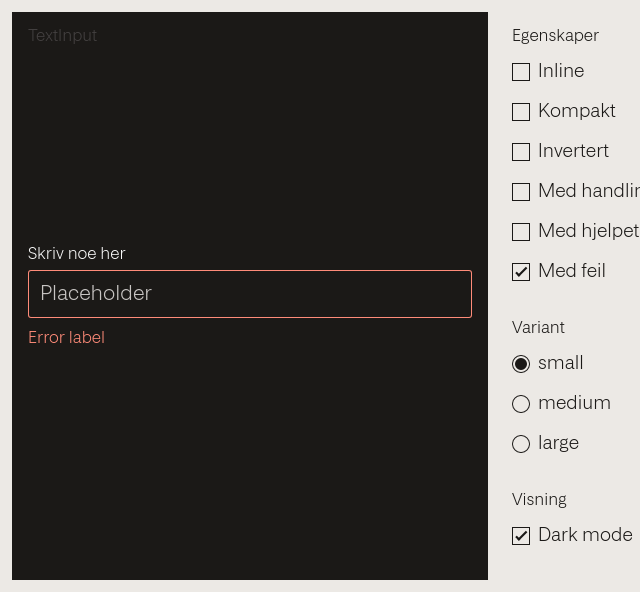 TextInput
Skriv noe her
Placeholder
Error label
Egenskaper
Inline
Kompakt
Invertert
Med handlin
Med hjelpet
Med feil
Variant
small
medium
large
Visning
Dark mode